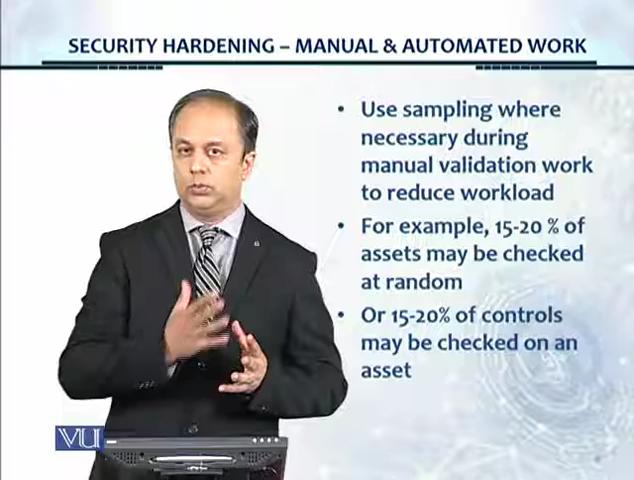 SECURITY HARDENING – MANUAL & AUTOMATED WORK
• Use sampling where
necessary during
manual validation work
to reduce workload
• For example, 15-20 % of
assets may be checked
at random
• Or 15-20% of controls
may be checked on an
asset
VU